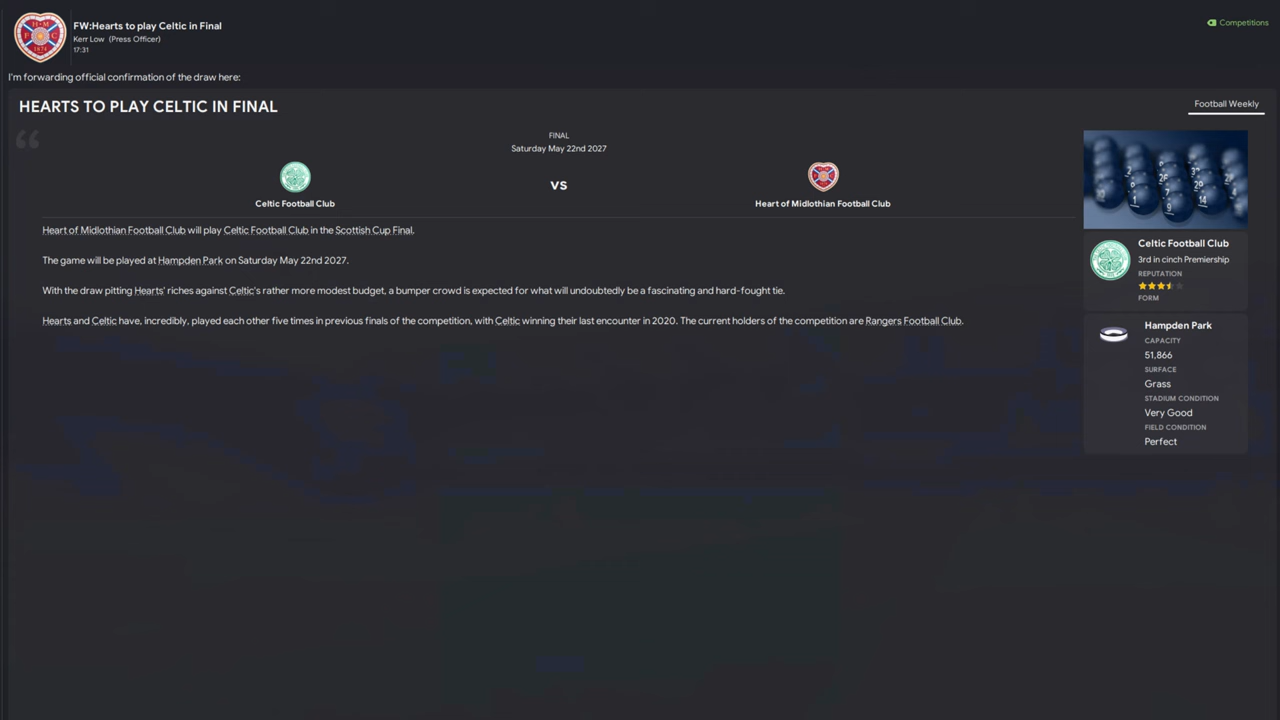 FW:Hearts to play Celtic in Final
Kerr Low (Press Officer)
17:31
Competitions
I'm forwarding official confirmation of the draw here:
HEARTS TO PLAY CELTIC IN FINAL
Football Weekly
FINAL
Saturday May 22nd 2027
Celtic Football Club
VS
Heart of Midlothian Football Club
Heart of Midlothian Football Club will play Celtic Football Club in the Scottish Cup Final.
The game will be played at Hampden Park on Saturday May 22nd 2027.
With the draw pitting Hearts' riches against Celtic's rather more modest budget, a bumper crowd is expected for what will undoubtedly be a fascinating and hard-fought tie.
Hearts and Celtic have, incredibly, played each other five times in previous finals of the competition, with Celtic winning their last encounter in 2020. The current holders of the competition are Rangers Football Club.
Celtic Football Club
3rd in cinch Premiership
REPUTATION
FORM
Hampden Park
CAPACITY
51,866
SURFACE
Grass
STADIUM CONDITION
Very Good
FIELD CONDITION
Perfect